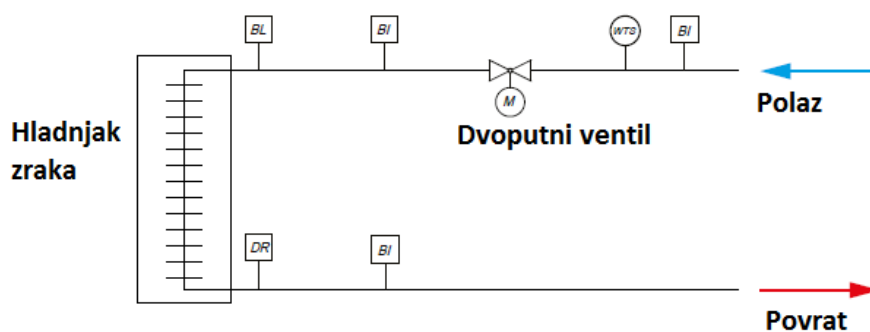 BL
BI
WTS
BI
M
Polaz
Dvoputni ventil
Hladnjak
zraka
DR
BI
Povrat